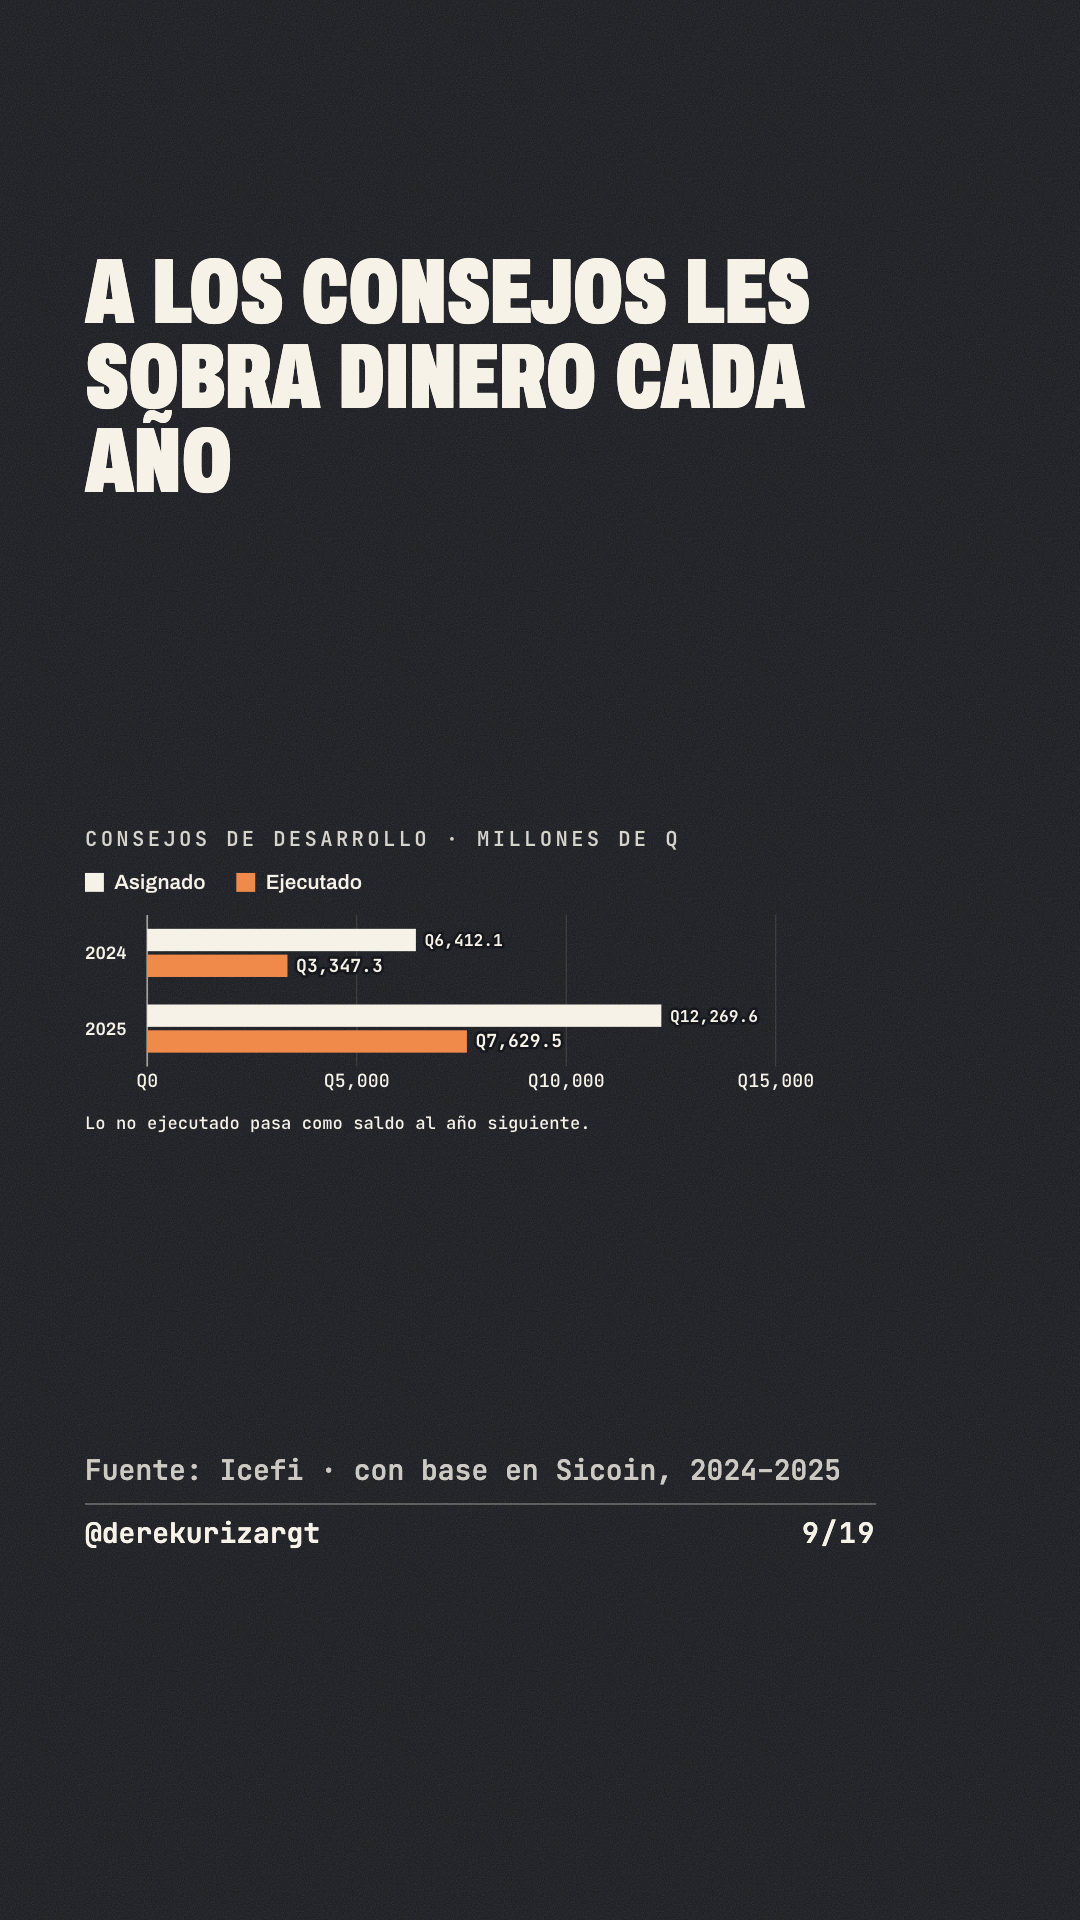 A LOS CONSEJOS LES
SOBRA DINERO CADA
AÑO
CONSEJOS DE DESARROLLO · MILLONES DE Q
Asignado Ejecutado
2024
Q6,412.1
Q3,347.3
2025
Q12,269.6
Q7,629.5
Q0 Q5,000 Q10,000 Q15,000
Lo no ejecutado pasa como saldo al año siguiente.
Fuente: Icefi · con base en Sicoin, 2024–2025
@derekurizargt 9/19